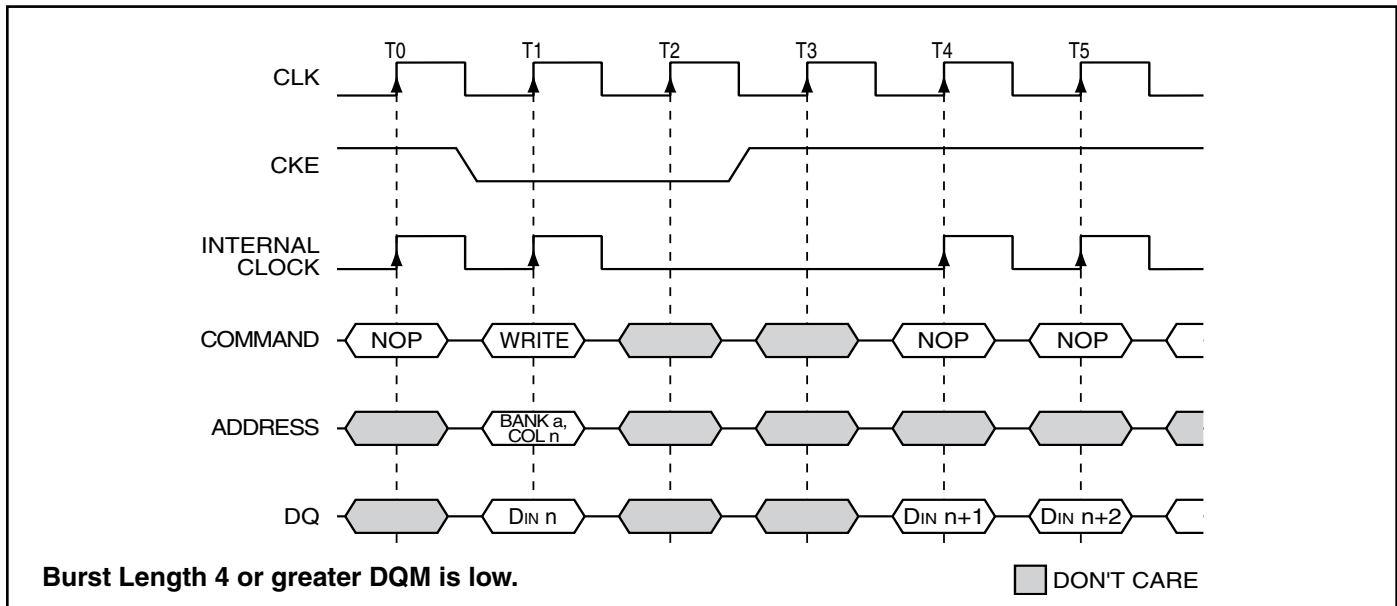 T0 T1 T2 T3 T4 T5
CLK
CKE
INTERNAL
CLOCK
COMMAND NOP WRITE NOP NOP
ADDRESS BANK a,
COL n
DQ DIN n DIN n+1 DIN n+2
Burst Length 4 or greater DQM is low. DON'T CARE